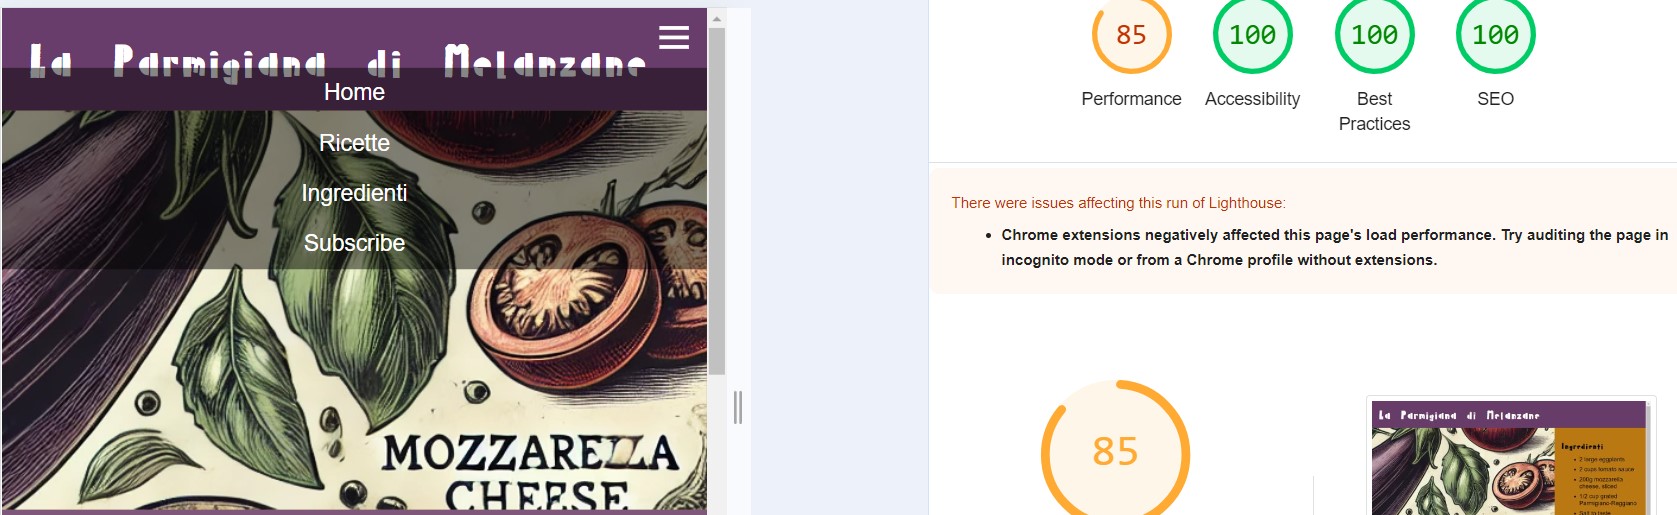 La Parmigiana di Melanzane
Home
Ricette
Ingredienti
Subscribe
MOZZARELLA
CHEESE
85
100
100
100
Performance
Accessibility
Best
Practices
SEO
There were issues affecting this run of Lighthouse:
• Chrome extensions negatively affected this page's load performance. Try auditing the page in
incognito mode or from a Chrome profile without extensions.
85
La Parmigiana di Melanzane
Ingredienti
• 2 large eggplants
• 2 cups tomato sauce
• 200g mozzarella
cheese, sliced
• 1/2 cup grated
Parmigiano-Reggiano
• Salt to taste